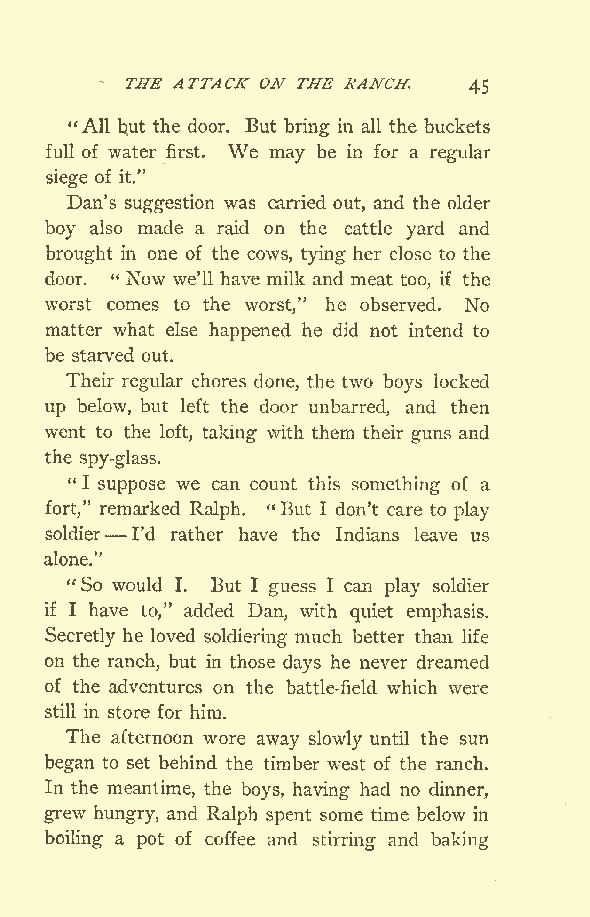 THE ATTACK ON THE RANCH. 45
"All but the door. But bring in all the buckets
full of water first. We may be in for a regular
siege of it."
Dan's suggestion was carried out, and the older
boy also made a raid on the cattle yard and
brought in one of the cows, tying her close to the
door. "Now we'll have milk and meat too, if the
worst comes to the worst," he observed. No
matter what else happened he did not intend to
be starved out.
Their regular chores done, the two boys locked
up below, but left the door unbarred, and then
went to the loft, taking with them their guns and
the spy-glass.
"I suppose we can count this something of a
fort," remarked Ralph. "But I don't care to play
soldier—I'd rather have the Indians leave us
alone."
"So would I. But I guess I can play soldier
if I have to," added Dan, with quiet emphasis.
Secretly he loved soldiering much better than life
on the ranch, but in those days he never dreamed
of the adventures on the battle-field which were
still in store for him.
The afternoon wore away slowly until the sun
began to set behind the timber west of the ranch.
In the meantime, the boys, having had no dinner,
grew hungry, and Ralph spent some time below in
boiling a pot of coffee and stirring and baking